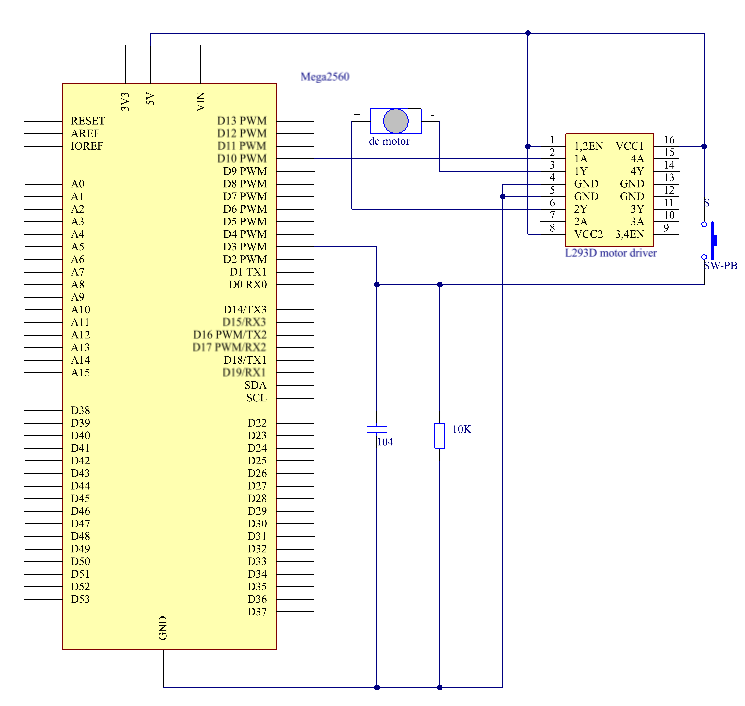 Mega2560
3V3
5V
VIN
RESET
AREF
IOREF
A0
A1
A2
A3
A4
A5
A6
A7
A8
A9
A10
A11
A12
A13
A14
A15
D38
D39
D40
D41
D42
D43
D44
D45
D46
D47
D48
D49
D50
D51
D52
D53
D13 PWM
D12 PWM
D11 PWM
D10 PWM
D9 PWM
D8 PWM
D7 PWM
D6 PWM
D5 PWM
D4 PWM
D3 PWM
D2 PWM
D1 TX1
D0 RX0
D14/TX3
D15/RX3
D16 PWM/TX2
D17 PWM/RX2
D18/TX1
D19/RX1
SDA
SCL
D22
D23
D24
D25
D26
D27
D28
D29
D30
D31
D32
D33
D34
D35
D36
D37
GND
- -
dc motor
1 1,2EN VCC1 16
2 1A 4A 15
3 1Y 4Y 14
4 GND GND 13
5 GND GND 12
6 2Y 3Y 11
7 2A 3A 10
8 VCC2 3,4EN 9
L293D motor driver
S
SW-PB
104
10K